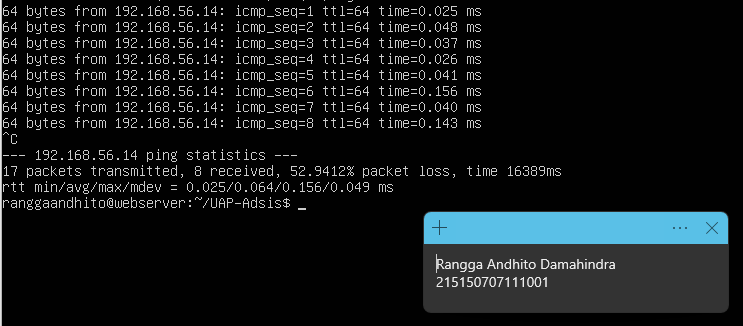 64 bytes from 192.168.56.14: icmp_seq=1 ttl=64 time=0.025 ms
64 bytes from 192.168.56.14: icmp_seq=2 ttl=64 time=0.048 ms
64 bytes from 192.168.56.14: icmp_seq=3 ttl=64 time=0.037 ms
64 bytes from 192.168.56.14: icmp_seq=4 ttl=64 time=0.026 ms
64 bytes from 192.168.56.14: icmp_seq=5 ttl=64 time=0.041 ms
64 bytes from 192.168.56.14: icmp_seq=6 ttl=64 time=0.156 ms
64 bytes from 192.168.56.14: icmp_seq=7 ttl=64 time=0.040 ms
64 bytes from 192.168.56.14: icmp_seq=8 ttl=64 time=0.143 ms
^C
--- 192.168.56.14 ping statistics ---
17 packets transmitted, 8 received, 52.9412% packet loss, time 16389ms
rtt min/avg/max/mdev = 0.025/0.064/0.156/0.049 ms
ranggaandhito@webserver:~/UAP-Adsis$ _
Rangga Andhito Damahindra
215150707111001